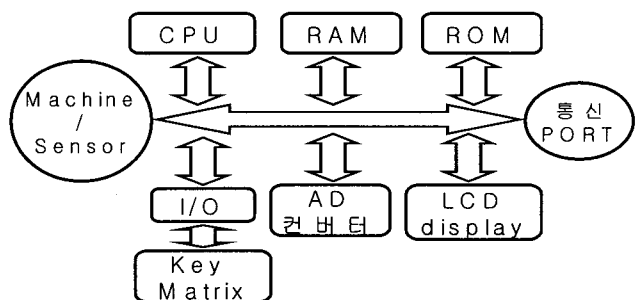 CPU
RAM
ROM
Machine
/
Sensor
통신
PORT
I/O
AD
컨버터
LCD
display
Key
Matrix